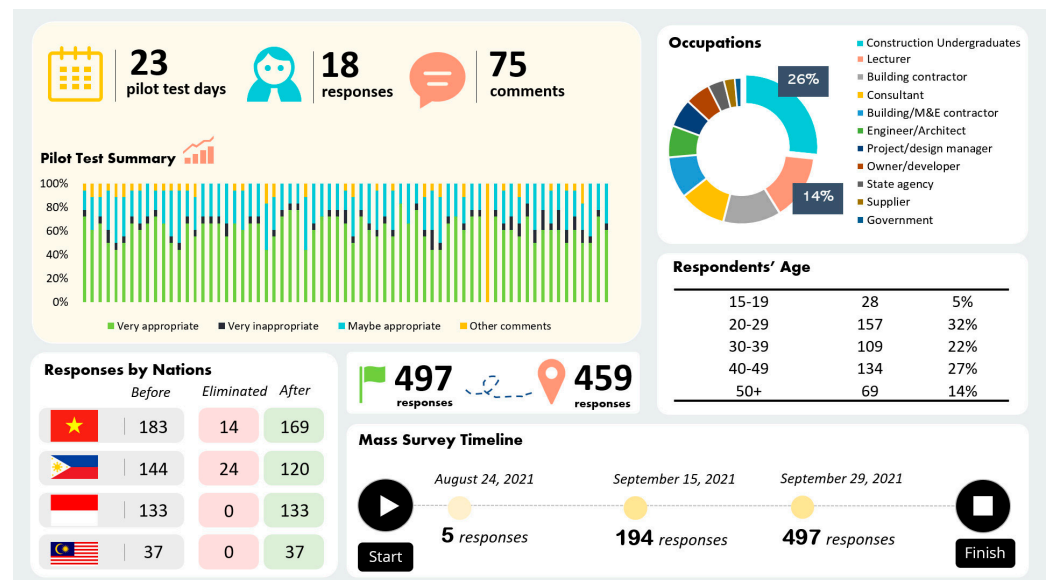 23
pilot test days
18
responses
75
comments
Pilot Test Summary
100%
80%
60%
40%
20%
0%
Very appropriate
Very inappropriate
Maybe appropriate
Other comments
Occupations
26%
14%
Construction Undergraduates
Lecturer
Building contractor
Consultant
Building/M&E contractor
Engineer/Architect
Project/design manager
Owner/developer
State agency
Supplier
Government
Respondents' Age
15-19 28 5%
20-29 157 32%
30-39 109 22%
40-49 134 27%
50+ 69 14%
Responses by Nations
Before Eliminated After
183 14 169
144 24 120
133 0 133
37 0 37
497
responses
459
responses
Mass Survey Timeline
August 24, 2021
September 15, 2021
September 29, 2021
5 responses
194 responses
497 responses
Start
Finish